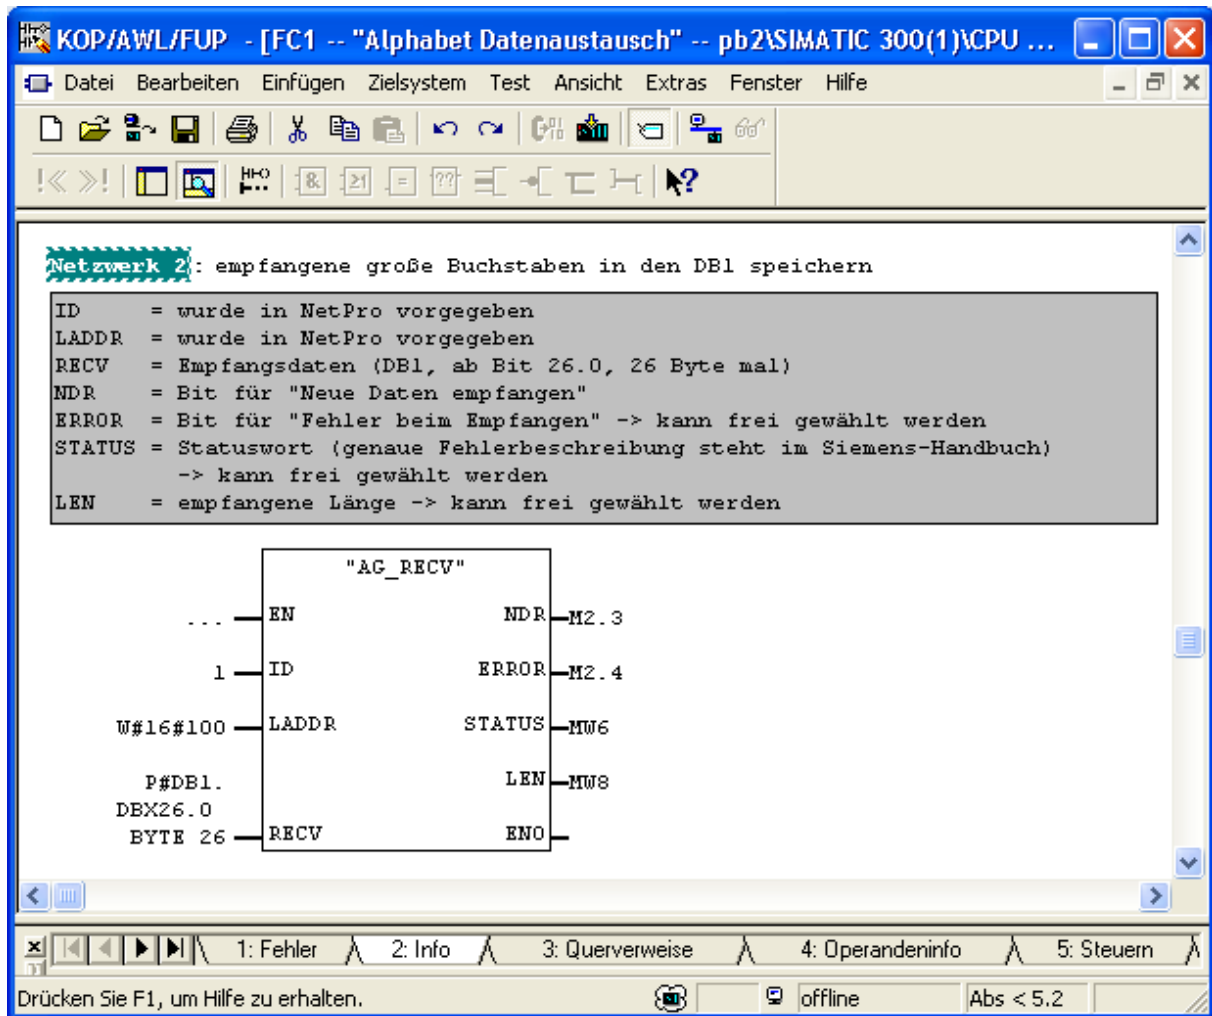 KOP/AWL/FUP - [FC1 -- "Alphabet Datenaustausch" -- pb2\SIMATIC 300(1)\CPU ...
Datei Bearbeiten Einfügen Zielsystem Test Ansicht Extras Fenster Hilfe
Netzwerk 2: empfangene große Buchstaben in den DB1 speichern
ID = wurde in NetPro vorgegeben
LADDR = wurde in NetPro vorgegeben
RECV = Empfangsdaten (DB1, ab Bit 26.0, 26 Byte mal)
NDR = Bit für "Neue Daten empfangen"
ERROR = Bit für "Fehler beim Empfangen" -> kann frei gewählt werden
STATUS = Statuswort (genaue Fehlerbeschreibung steht im Siemens-Handbuch)
-> kann frei gewählt werden
LEN = empfangene Länge -> kann frei gewählt werden
"AG_RECV"
... EN NDR M2.3
1 ID ERROR M2.4
W#16#100 LADDR STATUS MW6
P#DB1. LEN MW8
DBX26.0
BYTE 26 RECV ENO
1: Fehler 2: Info 3: Querverweise 4: Operandeninfo 5: Steuern
Drücken Sie F1, um Hilfe zu erhalten. offline Abs < 5.2